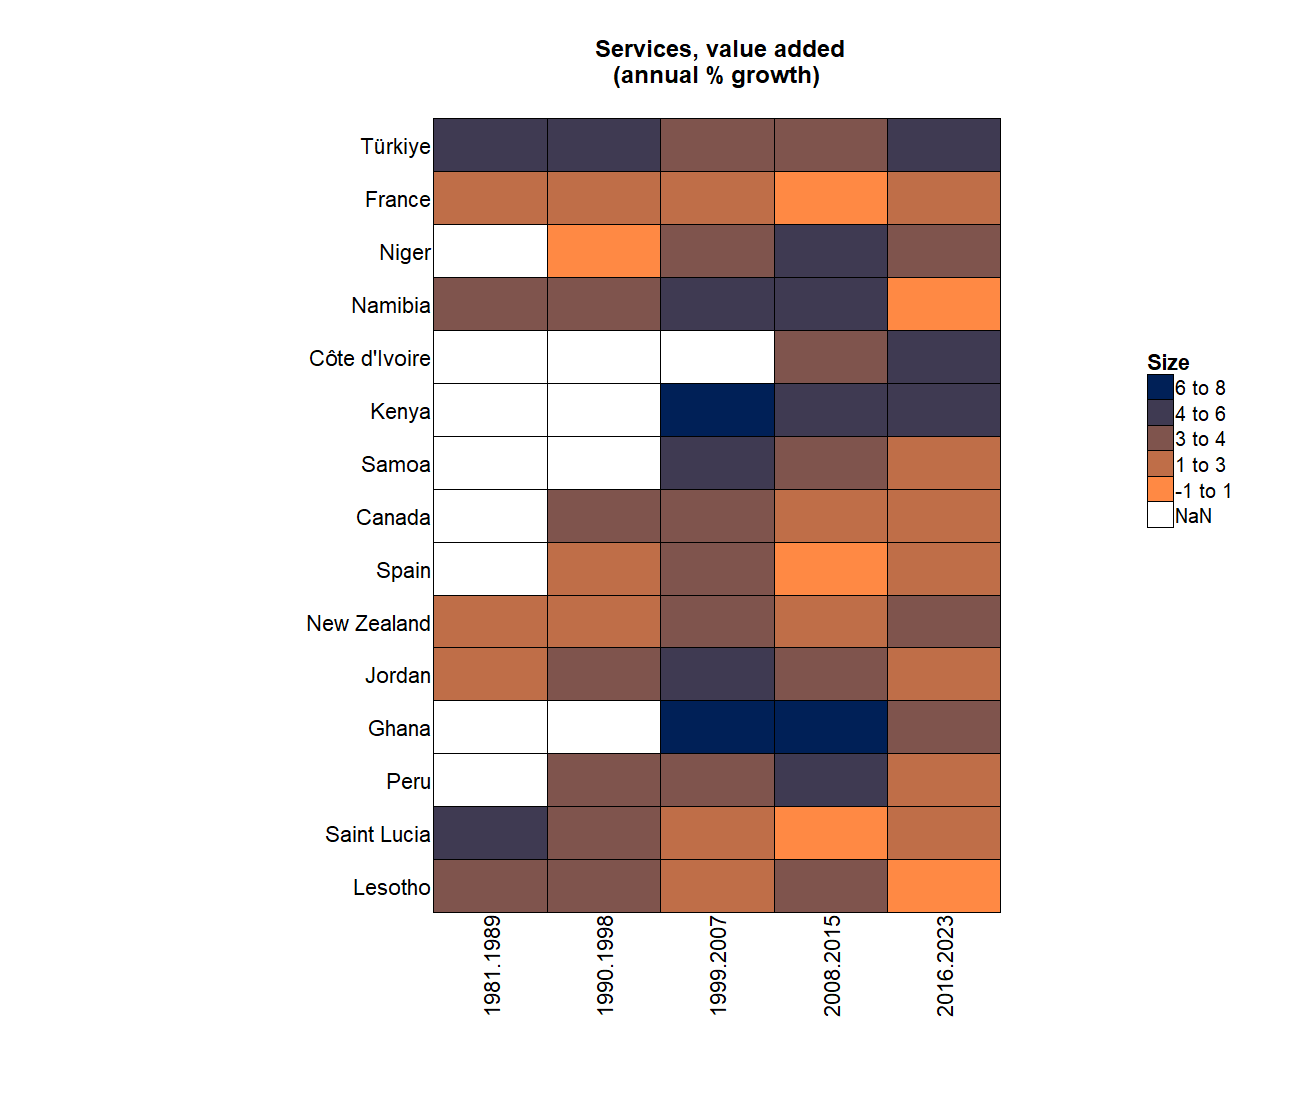 Services, value added
(annual % growth)
Türkiye
France
Niger
Namibia
Côte d'Ivoire
Kenya
Samoa
Canada
Spain
New Zealand
Jordan
Ghana
Peru
Saint Lucia
Lesotho
1981.1989
1990.1998
1999.2007
2008.2015
2016.2023
Size
6 to 8
4 to 6
3 to 4
1 to 3
-1 to 1
NaN